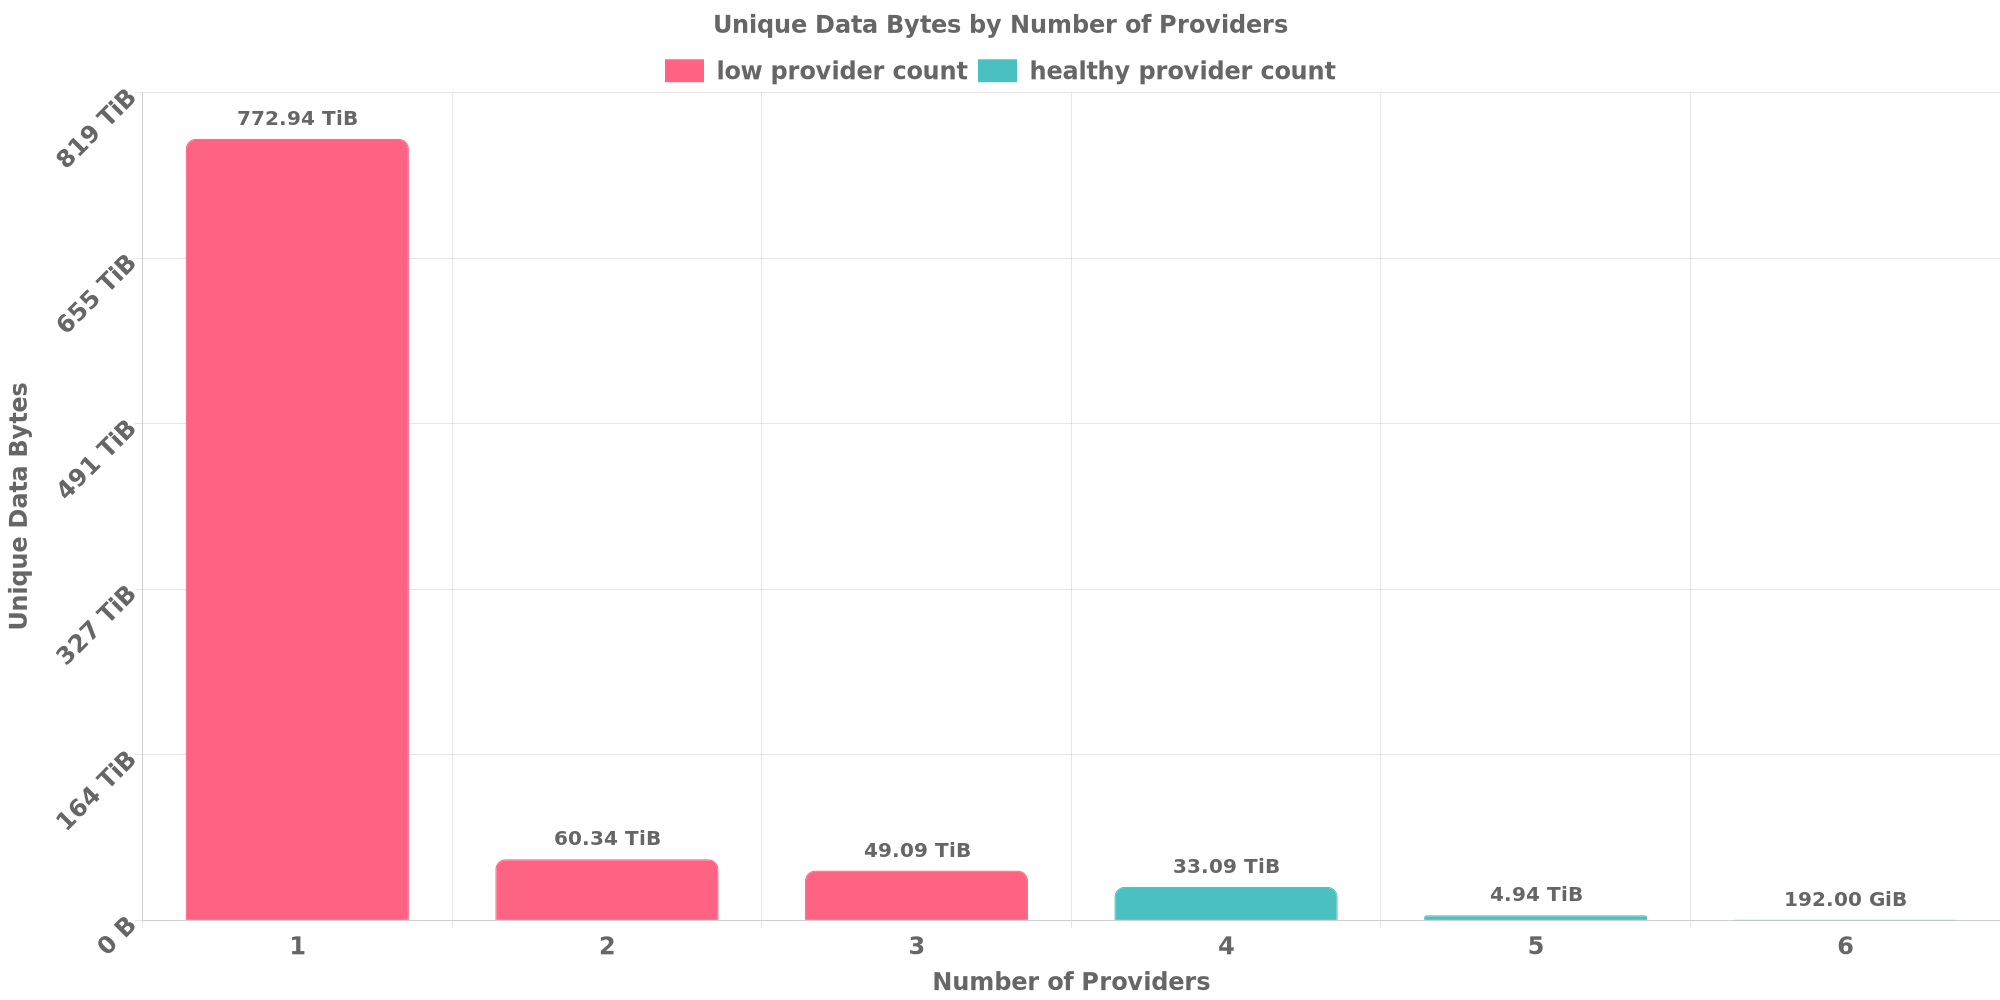 Unique Data Bytes by Number of Providers
low provider count healthy provider count
819 TiB
655 TiB
491 TiB
327 TiB
164 TiB
0 B
Unique Data Bytes
772.94 TiB
60.34 TiB
49.09 TiB
33.09 TiB
4.94 TiB
192.00 GiB
1 2 3 4 5 6
Number of Providers